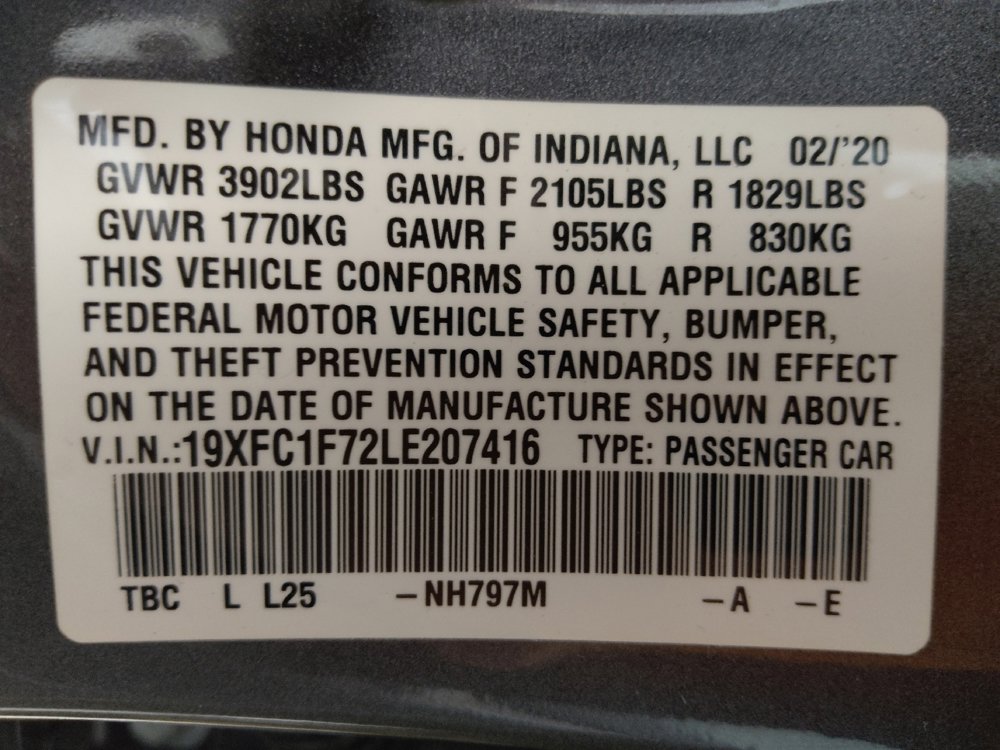 MFD. BY HONDA MFG. OF INDIANA, LLC 02/'20
GVWR 3902LBS GAWR F 2105LBS R 1829LBS
GVWR 1770KG GAWR F 955KG R 830KG
THIS VEHICLE CONFORMS TO ALL APPLICABLE
FEDERAL MOTOR VEHICLE SAFETY, BUMPER,
AND THEFT PREVENTION STANDARDS IN EFFECT
ON THE DATE OF MANUFACTURE SHOWN ABOVE.
V.I.N.:19XFC1F72LE207416 TYPE: PASSENGER CAR
TBC L L25 –NH797M –A –E